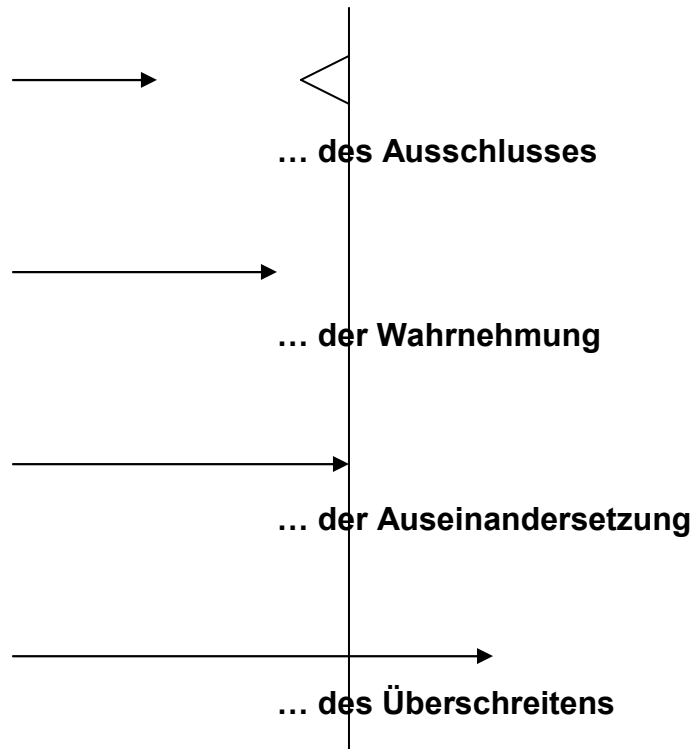 … des Ausschlusses
… der Wahrnehmung
… der Auseinandersetzung
… des Überschreitens